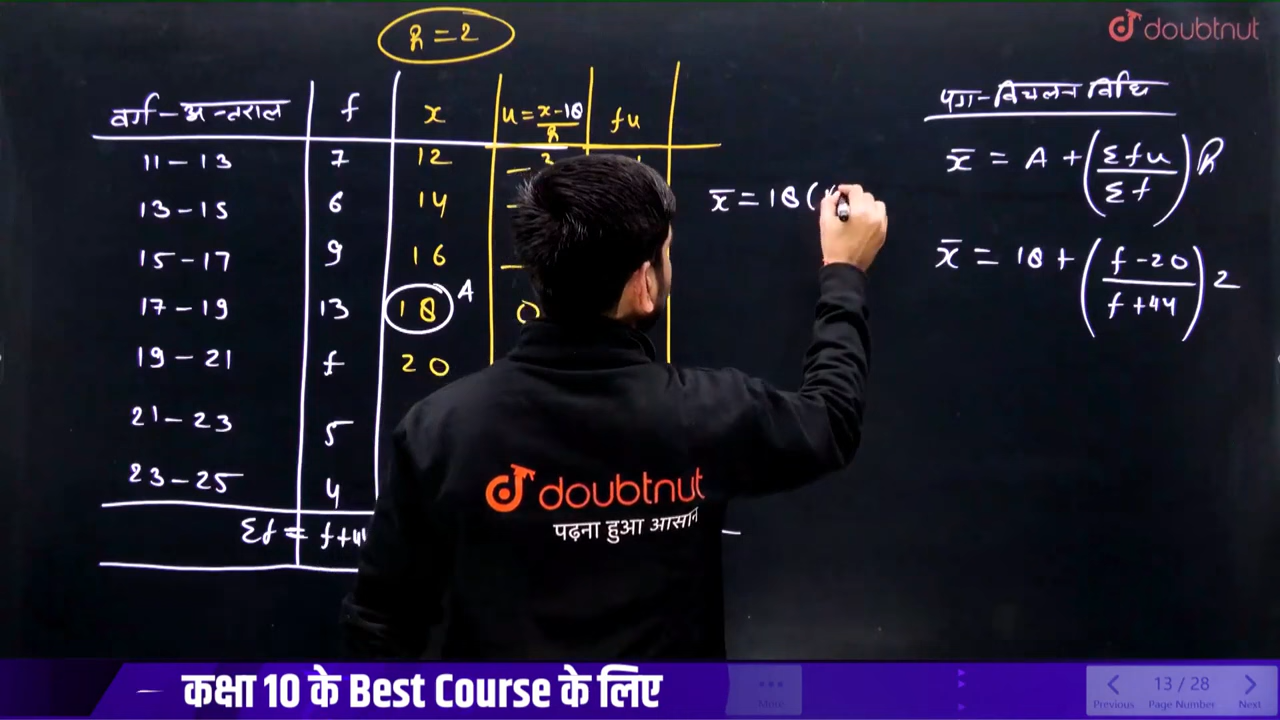 doubtnut
h = 2
वर्ग-अन्तराल f x u = x-18/h fu
11-13 7 12
13-15 6 14
15-17 9 16
17-19 13 18 A 0
19-21 f 20
21-23 5
23-25 4
Σf = f+44
x̄ = 18 (
पग-विचलन विधि
x̄ = A + (Σfu/Σf) h
x̄ = 18 + (f-20/f+44) 2
doubtnut
पढ़ना हुआ आसान
कक्षा 10 के Best Course के लिए
More
Previous
13 / 28
Page Number
Next